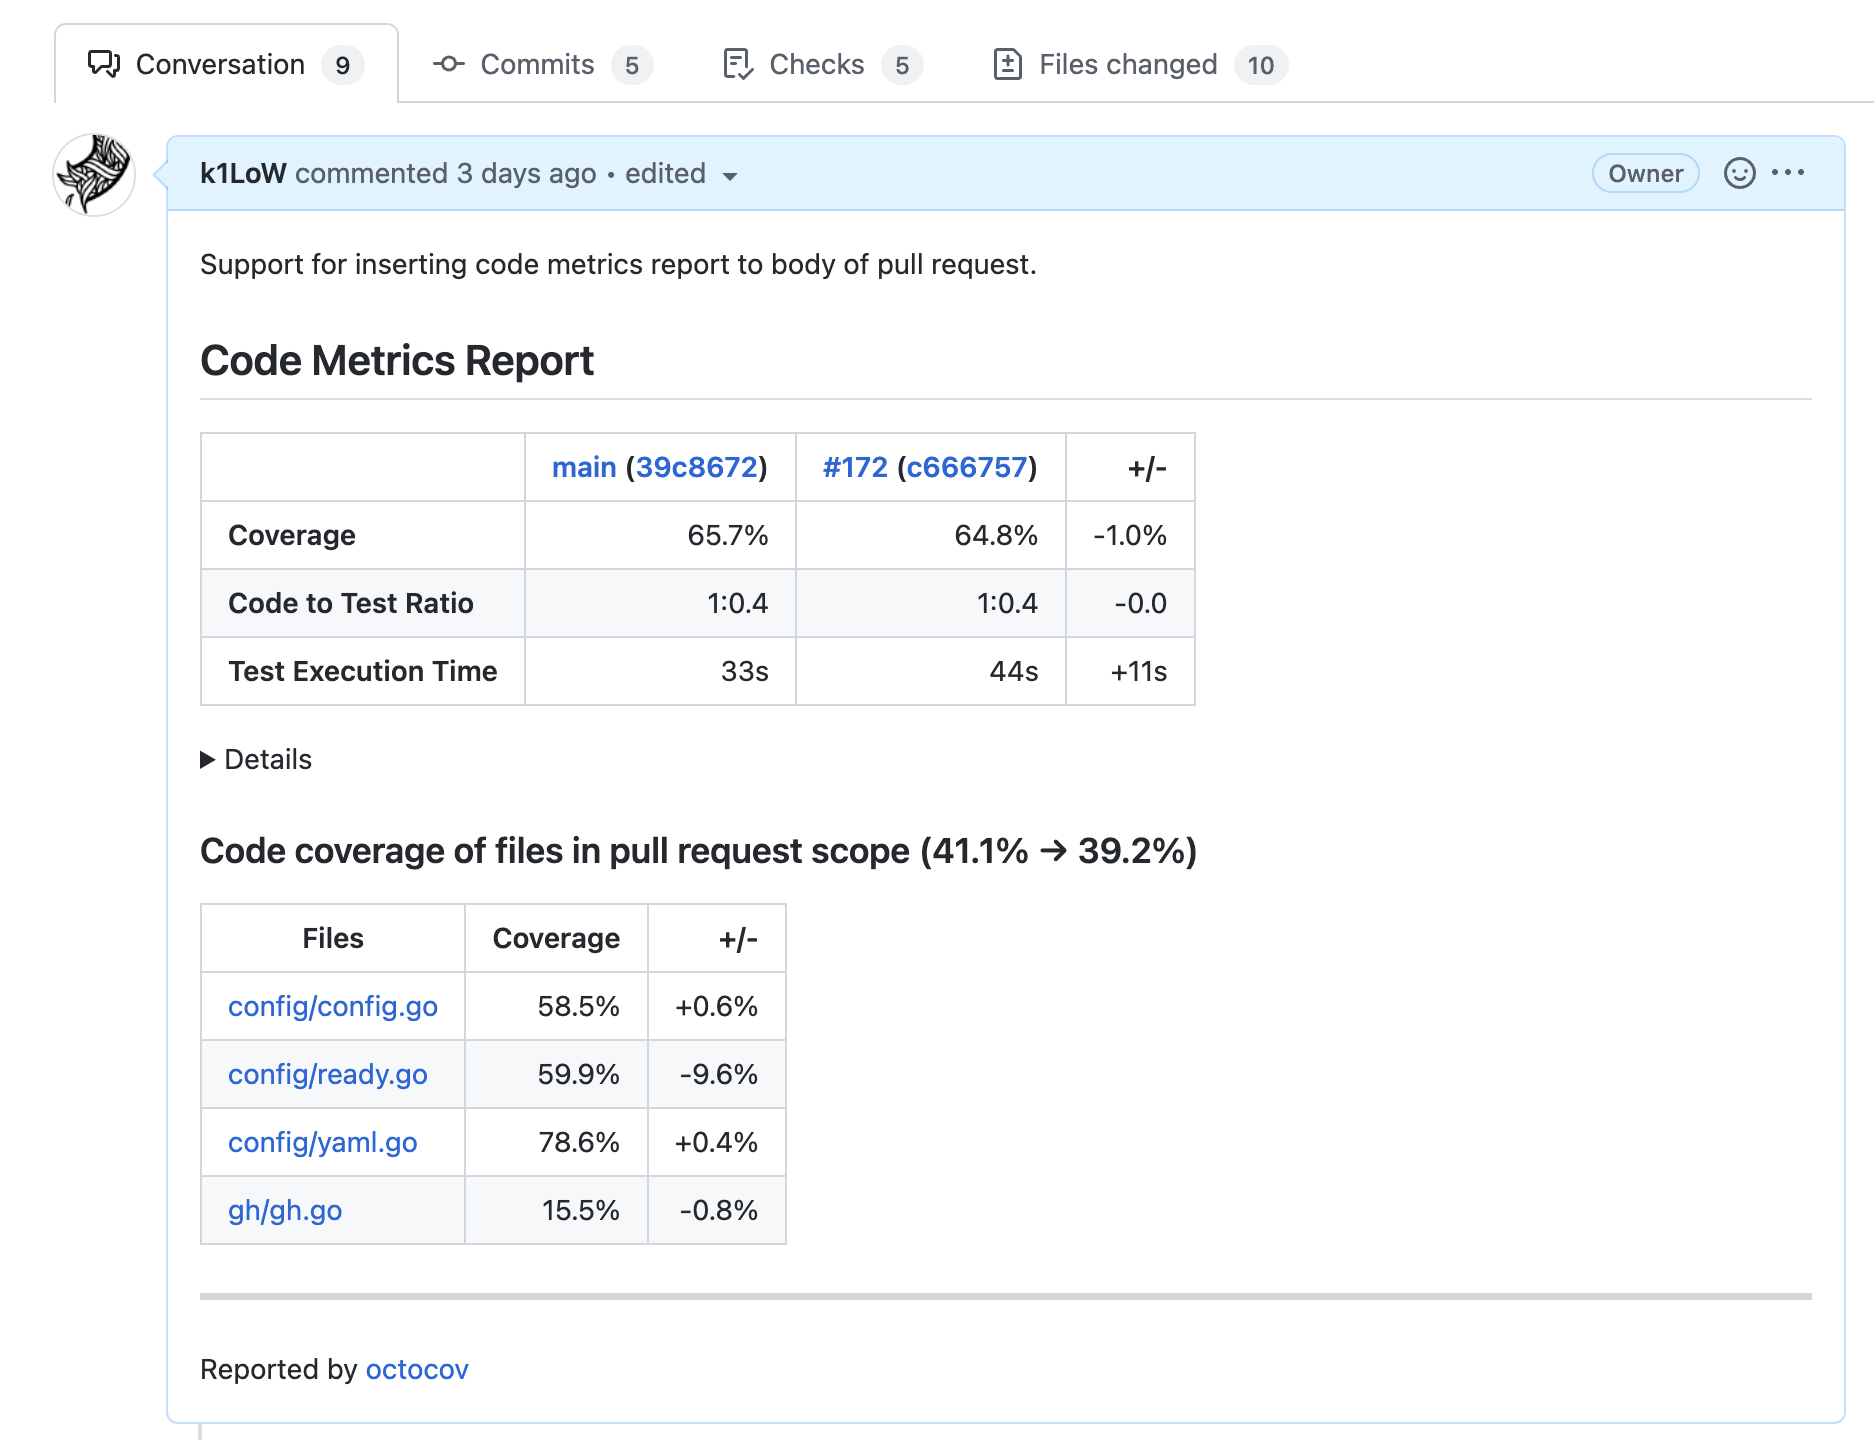 Conversation 9 Commits 5 Checks 5 Files changed 10
k1LoW commented 3 days ago • edited Owner
Support for inserting code metrics report to body of pull request.
Code Metrics Report
main (39c8672) #172 (c666757) +/-
Coverage 65.7% 64.8% -1.0%
Code to Test Ratio 1:0.4 1:0.4 -0.0
Test Execution Time 33s 44s +11s
Details
Code coverage of files in pull request scope (41.1% → 39.2%)
Files Coverage +/-
config/config.go 58.5% +0.6%
config/ready.go 59.9% -9.6%
config/yaml.go 78.6% +0.4%
gh/gh.go 15.5% -0.8%
Reported by octocov